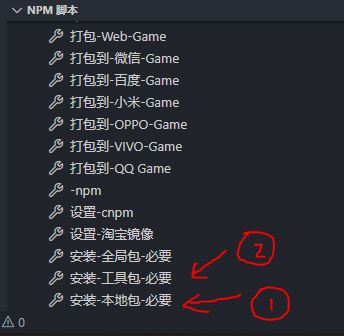 NPM 脚本
打包-Web-Game
打包到-微信-Game
打包到-百度-Game
打包到-小米-Game
打包到-OPPO-Game
打包到-VIVO-Game
打包到-QQ Game
-npm
设置-cnpm
设置-淘宝镜像
安装-全局包-必要
2
安装-工具包-必要
安装-本地包-必要
1
0